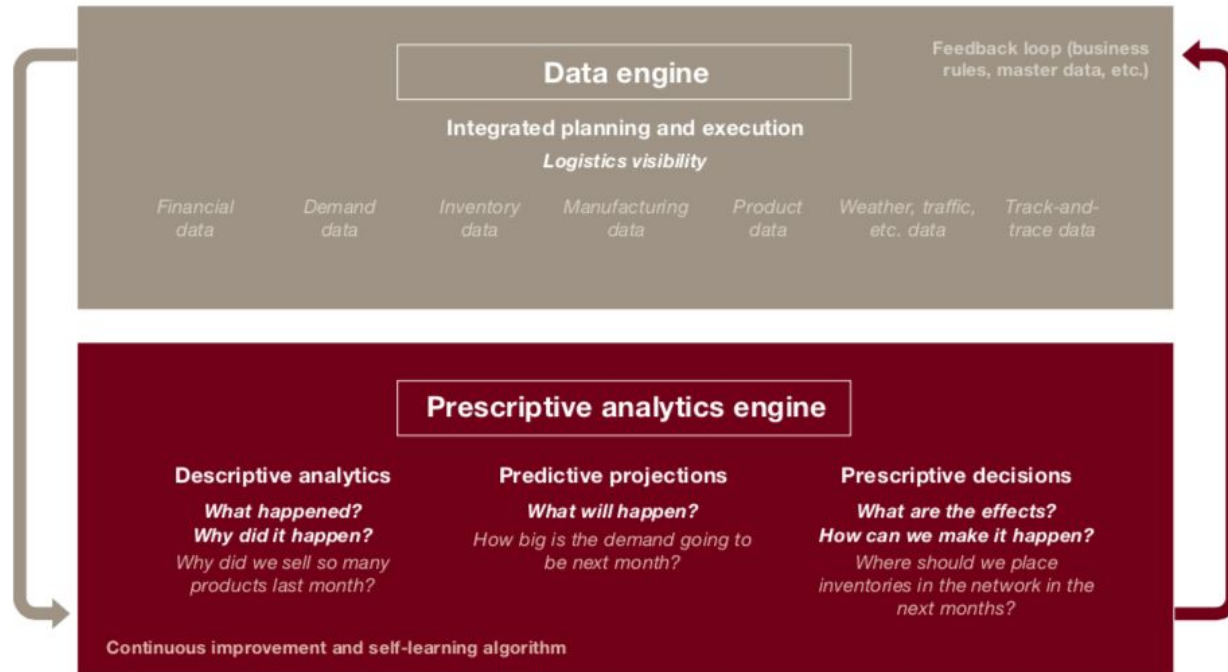 Feedback loop (business
rules, master data, etc.)
Data engine
Integrated planning and execution
Logistics visibility
Financial
data
Demand
data
Inventory
data
Manufacturing
data
Product
data
Weather, traffic,
etc. data
Track-and-
trace data
Prescriptive analytics engine
Descriptive analytics
What happened?
Why did it happen?
Why did we sell so many
products last month?
Predictive projections
What will happen?
How big is the demand going to
be next month?
Prescriptive decisions
What are the effects?
How can we make it happen?
Where should we place
inventories in the network in the
next months?
Continuous improvement and self-learning algorithm